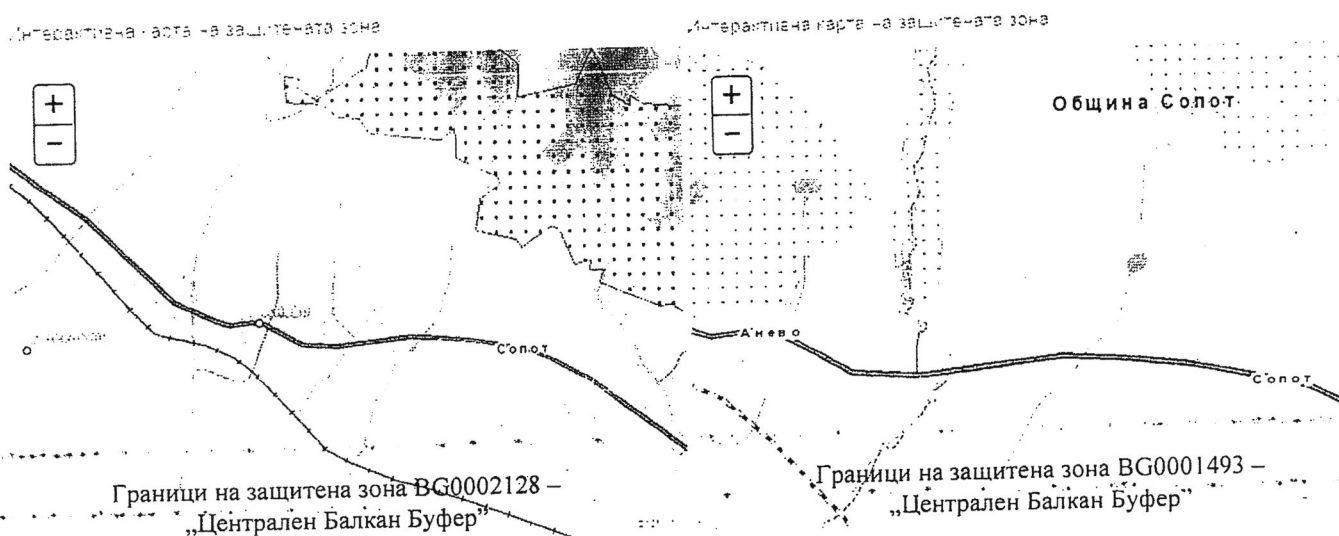 Интерактивна карта на защитената зона
Интерактивна карта на защитената зона
+
−
+
−
Община Сопот
Анево
Сопот
Сопот
Граници на защитена зона BG0002128 –
„Централен Балкан Буфер”
Граници на защитена зона BG0001493 –
„Централен Балкан Буфер”